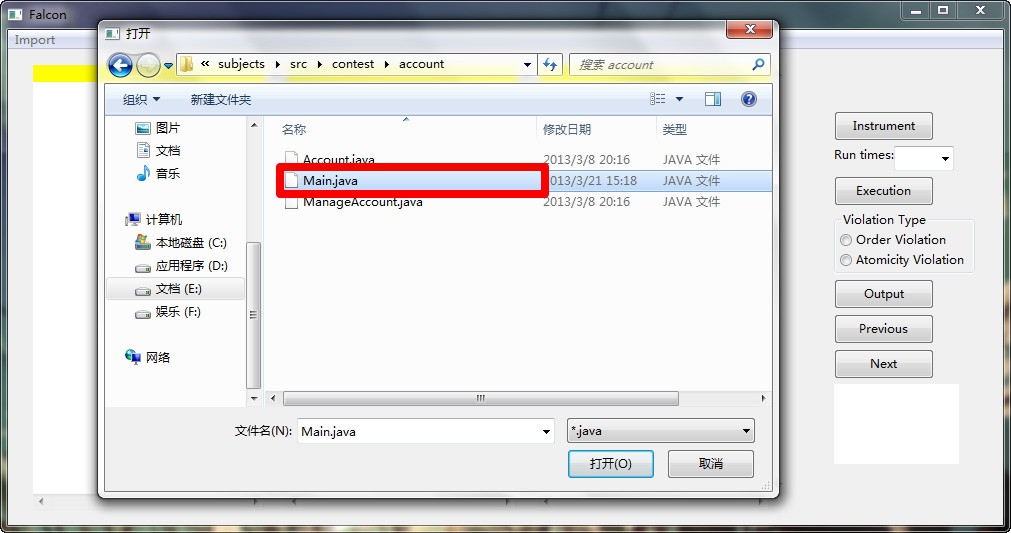 Falcon
Import
打开
« subjects src contest account
搜索 account
组织 新建文件夹
图片
文档
音乐
计算机
本地磁盘 (C:)
应用程序 (D:)
文档 (E:)
娱乐 (F:)
网络
名称 修改日期 类型
Account.java 2013/3/8 20:16 JAVA 文件
Main.java 2013/3/21 15:18 JAVA 文件
ManageAccount.java 2013/3/8 20:16 JAVA 文件
文件名(N): Main.java *.java
打开(O) 取消
Instrument
Run times:
Execution
Violation Type
Order Violation
Atomicity Violation
Output
Previous
Next